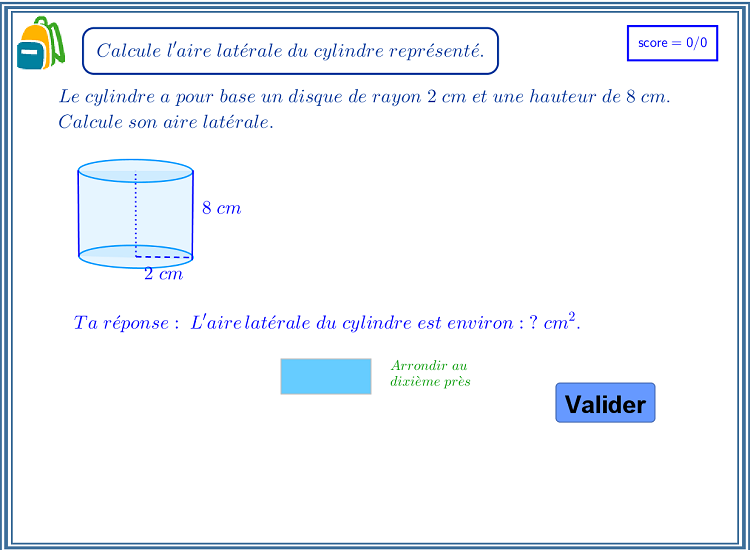 Calcule l'aire latérale du cylindre représenté.
score = 0/0
Le cylindre a pour base un disque de rayon 2 cm et une hauteur de 8 cm.
Calcule son aire latérale.
8 cm
2 cm
Ta réponse : L'aire latérale du cylindre est environ : ? cm².
Arrondir au
dixième près
Valider